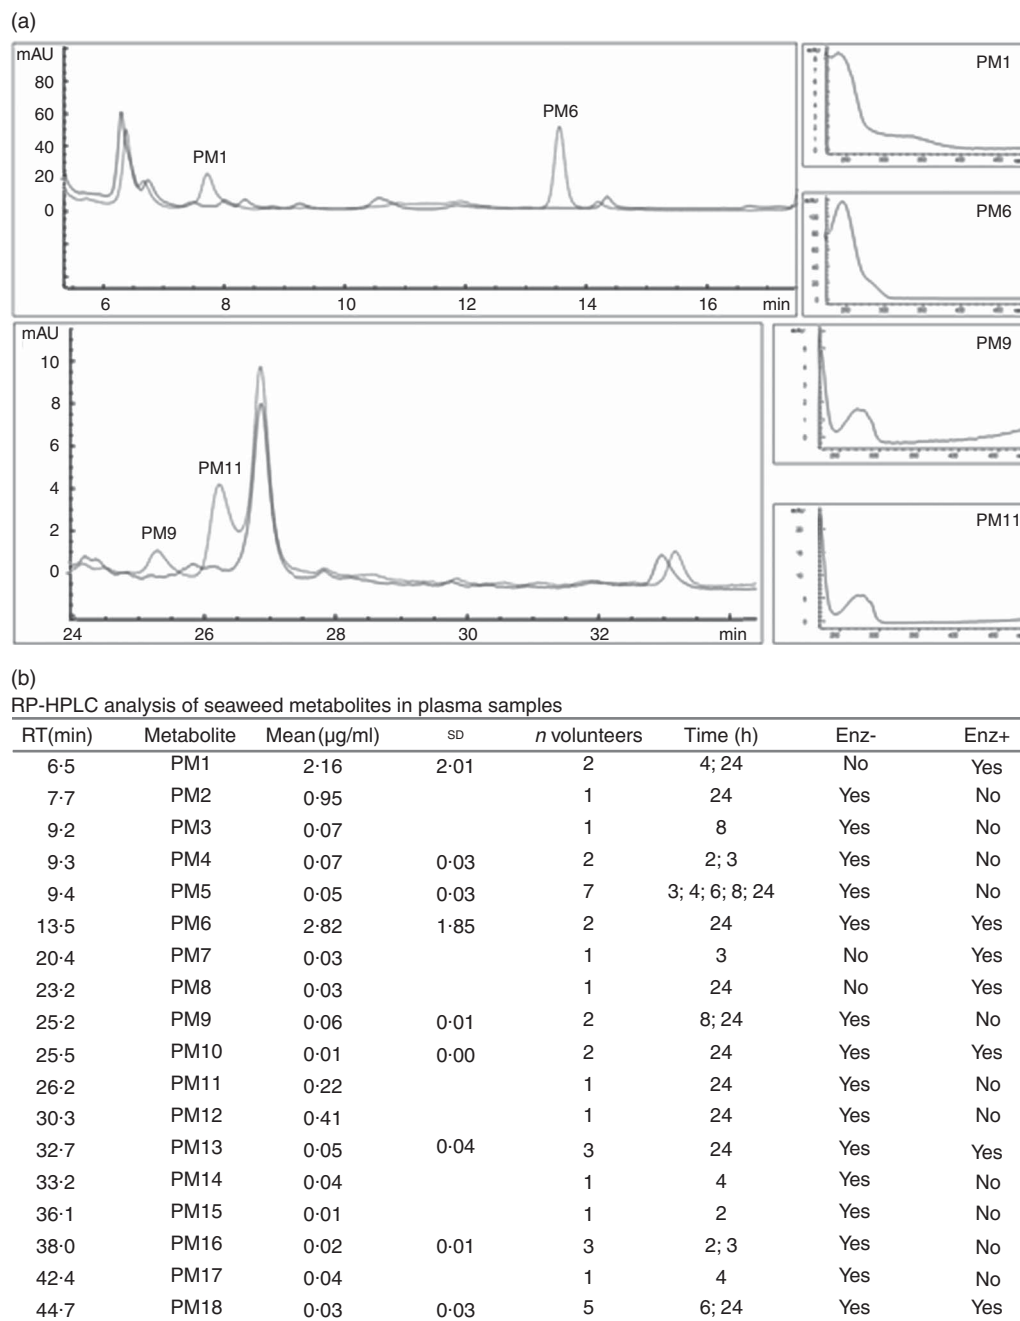 (a)
mAU
80
60
40
20
0
PM1
PM6
6 8 10 12 14 16 min
PM1
PM6
mAU
10
8
6
4
2
0
PM9
PM11
24 26 28 30 32 min
PM9
PM11
(b)
RP-HPLC analysis of seaweed metabolites in plasma samples
RT(min) Metabolite Mean (µg/ml) SD n volunteers Time (h) Enz- Enz+
6·5 PM1 2·16 2·01 2 4; 24 No Yes
7·7 PM2 0·95 1 24 Yes No
9·2 PM3 0·07 1 8 Yes No
9·3 PM4 0·07 0·03 2 2; 3 Yes No
9·4 PM5 0·05 0·03 7 3; 4; 6; 8; 24 Yes No
13·5 PM6 2·82 1·85 2 24 Yes Yes
20·4 PM7 0·03 1 3 No Yes
23·2 PM8 0·03 1 24 No Yes
25·2 PM9 0·06 0·01 2 8; 24 Yes No
25·5 PM10 0·01 0·00 2 24 Yes Yes
26·2 PM11 0·22 1 24 Yes No
30·3 PM12 0·41 1 24 Yes No
32·7 PM13 0·05 0·04 3 24 Yes Yes
33·2 PM14 0·04 1 4 Yes No
36·1 PM15 0·01 1 2 Yes No
38·0 PM16 0·02 0·01 3 2; 3 Yes No
42·4 PM17 0·04 1 4 Yes No
44·7 PM18 0·03 0·03 5 6; 24 Yes Yes